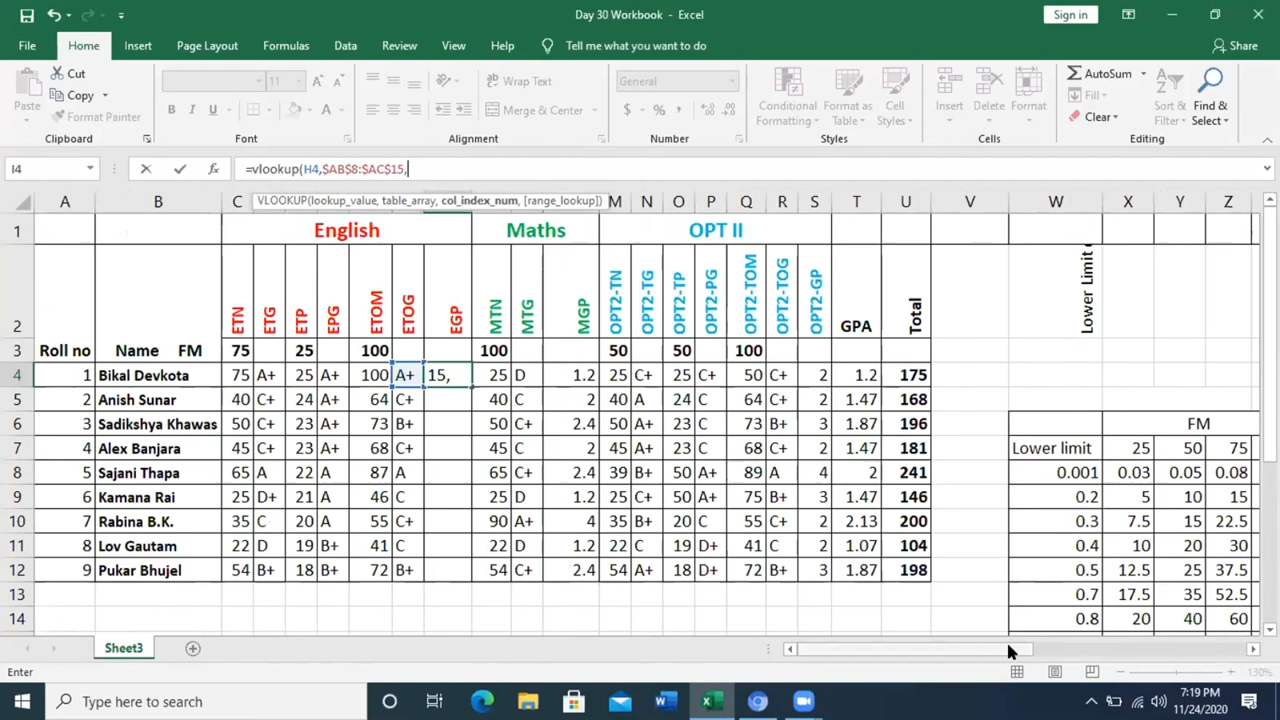 Day 30 Workbook - Excel
Sign in
File Home Insert Page Layout Formulas Data Review View Help Tell me what you want to do Share
Paste Cut Copy Format Painter
11 Wrap Text Merge & Center General
Conditional Formatting Format as Table Cell Styles
Insert Delete Format
AutoSum Fill Clear Sort & Filter Find & Select
Clipboard Font Alignment Number Styles Cells Editing
I4 =vlookup(H4,$AB$8:$AC$15,
VLOOKUP(lookup_value, table_array, col_index_num, [range_lookup])
A B C M N O P Q R S T U V W X Y Z
1 English Maths OPT II
2 ETN ETG ETP EPG ETOM ETOG EGP MTN MTG MGP OPT2-TN OPT2-TG OPT2-TP OPT2-PG OPT2-TOM OPT2-TOG OPT2-GP GPA Total Lower Limit
3 Roll no Name FM 75 25 100 100 50 50 100
4 1 Bikal Devkota 75 A+ 25 A+ 100 A+ 15, 25 D 1.2 25 C+ 25 C+ 50 C+ 2 1.2 175
5 2 Anish Sunar 40 C+ 24 A+ 64 C+ 40 C 2 40 A 24 C 64 C+ 2 1.47 168
6 3 Sadikshya Khawas 50 C+ 23 A+ 73 B+ 50 C+ 2.4 50 A+ 23 C 73 B+ 3 1.87 196 FM
7 4 Alex Banjara 45 C+ 23 A+ 68 C+ 45 C 2 45 A+ 23 C 68 C+ 2 1.47 181 Lower limit 25 50 75
8 5 Sajani Thapa 65 A 22 A 87 A 65 C+ 2.4 39 B+ 50 A+ 89 A 4 2 241 0.001 0.03 0.05 0.08
9 6 Kamana Rai 25 D+ 21 A 46 C 25 D 1.2 25 C+ 50 A+ 75 B+ 3 1.47 146 0.2 5 10 15
10 7 Rabina B.K. 35 C 20 A 55 C+ 90 A+ 4 35 B+ 20 C 55 C+ 2 2.13 200 0.3 7.5 15 22.5
11 8 Lov Gautam 22 D 19 B+ 41 C 22 D 1.2 22 C 19 D+ 41 C 2 1.07 104 0.4 10 20 30
12 9 Pukar Bhujel 54 B+ 18 B+ 72 B+ 54 C+ 2.4 54 A+ 18 D+ 72 B+ 3 1.87 198 0.5 12.5 25 37.5
13 0.7 17.5 35 52.5
14 0.8 20 40 60
Sheet3
Enter 130%
Type here to search
7:19 PM
11/24/2020